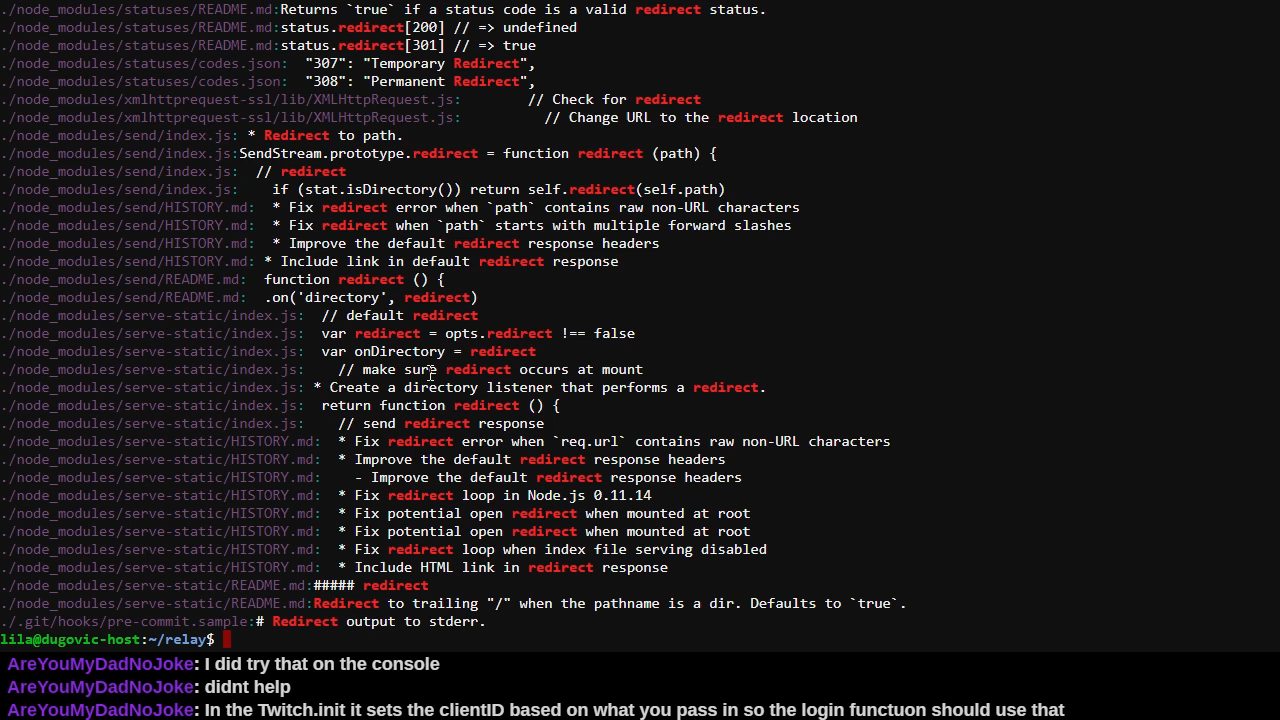 ./node_modules/statuses/README.md:Returns `true` if a status code is a valid redirect status.
./node_modules/statuses/README.md:status.redirect[200] // => undefined
./node_modules/statuses/README.md:status.redirect[301] // => true
./node_modules/statuses/codes.json:  "307": "Temporary Redirect",
./node_modules/statuses/codes.json:  "308": "Permanent Redirect",
./node_modules/xmlhttprequest-ssl/lib/XMLHttpRequest.js:        // Check for redirect
./node_modules/xmlhttprequest-ssl/lib/XMLHttpRequest.js:          // Change URL to the redirect location
./node_modules/send/index.js: * Redirect to path.
./node_modules/send/index.js:SendStream.prototype.redirect = function redirect (path) {
./node_modules/send/index.js:  // redirect
./node_modules/send/index.js:    if (stat.isDirectory()) return self.redirect(self.path)
./node_modules/send/HISTORY.md:  * Fix redirect error when `path` contains raw non-URL characters
./node_modules/send/HISTORY.md:  * Fix redirect when `path` starts with multiple forward slashes
./node_modules/send/HISTORY.md:  * Improve the default redirect response headers
./node_modules/send/HISTORY.md: * Include link in default redirect response
./node_modules/send/README.md:  function redirect () {
./node_modules/send/README.md:  .on('directory', redirect)
./node_modules/serve-static/index.js:  // default redirect
./node_modules/serve-static/index.js:  var redirect = opts.redirect !== false
./node_modules/serve-static/index.js:  var onDirectory = redirect
./node_modules/serve-static/index.js:    // make sure redirect occurs at mount
./node_modules/serve-static/index.js: * Create a directory listener that performs a redirect.
./node_modules/serve-static/index.js:  return function redirect () {
./node_modules/serve-static/index.js:    // send redirect response
./node_modules/serve-static/HISTORY.md:  * Fix redirect error when `req.url` contains raw non-URL characters
./node_modules/serve-static/HISTORY.md:  * Improve the default redirect response headers
./node_modules/serve-static/HISTORY.md:    - Improve the default redirect response headers
./node_modules/serve-static/HISTORY.md:  * Fix redirect loop in Node.js 0.11.14
./node_modules/serve-static/HISTORY.md:  * Fix potential open redirect when mounted at root
./node_modules/serve-static/HISTORY.md:  * Fix potential open redirect when mounted at root
./node_modules/serve-static/HISTORY.md:  * Fix redirect loop when index file serving disabled
./node_modules/serve-static/HISTORY.md:  * Include HTML link in redirect response
./node_modules/serve-static/README.md:##### redirect
./node_modules/serve-static/README.md:Redirect to trailing "/" when the pathname is a dir. Defaults to `true`.
./.git/hooks/pre-commit.sample:# Redirect output to stderr.
lila@dugovic-host:~/relay$
AreYouMyDadNoJoke: I did try that on the console
AreYouMyDadNoJoke: didnt help
AreYouMyDadNoJoke: In the Twitch.init it sets the clientID based on what you pass in so the login functuon should use that